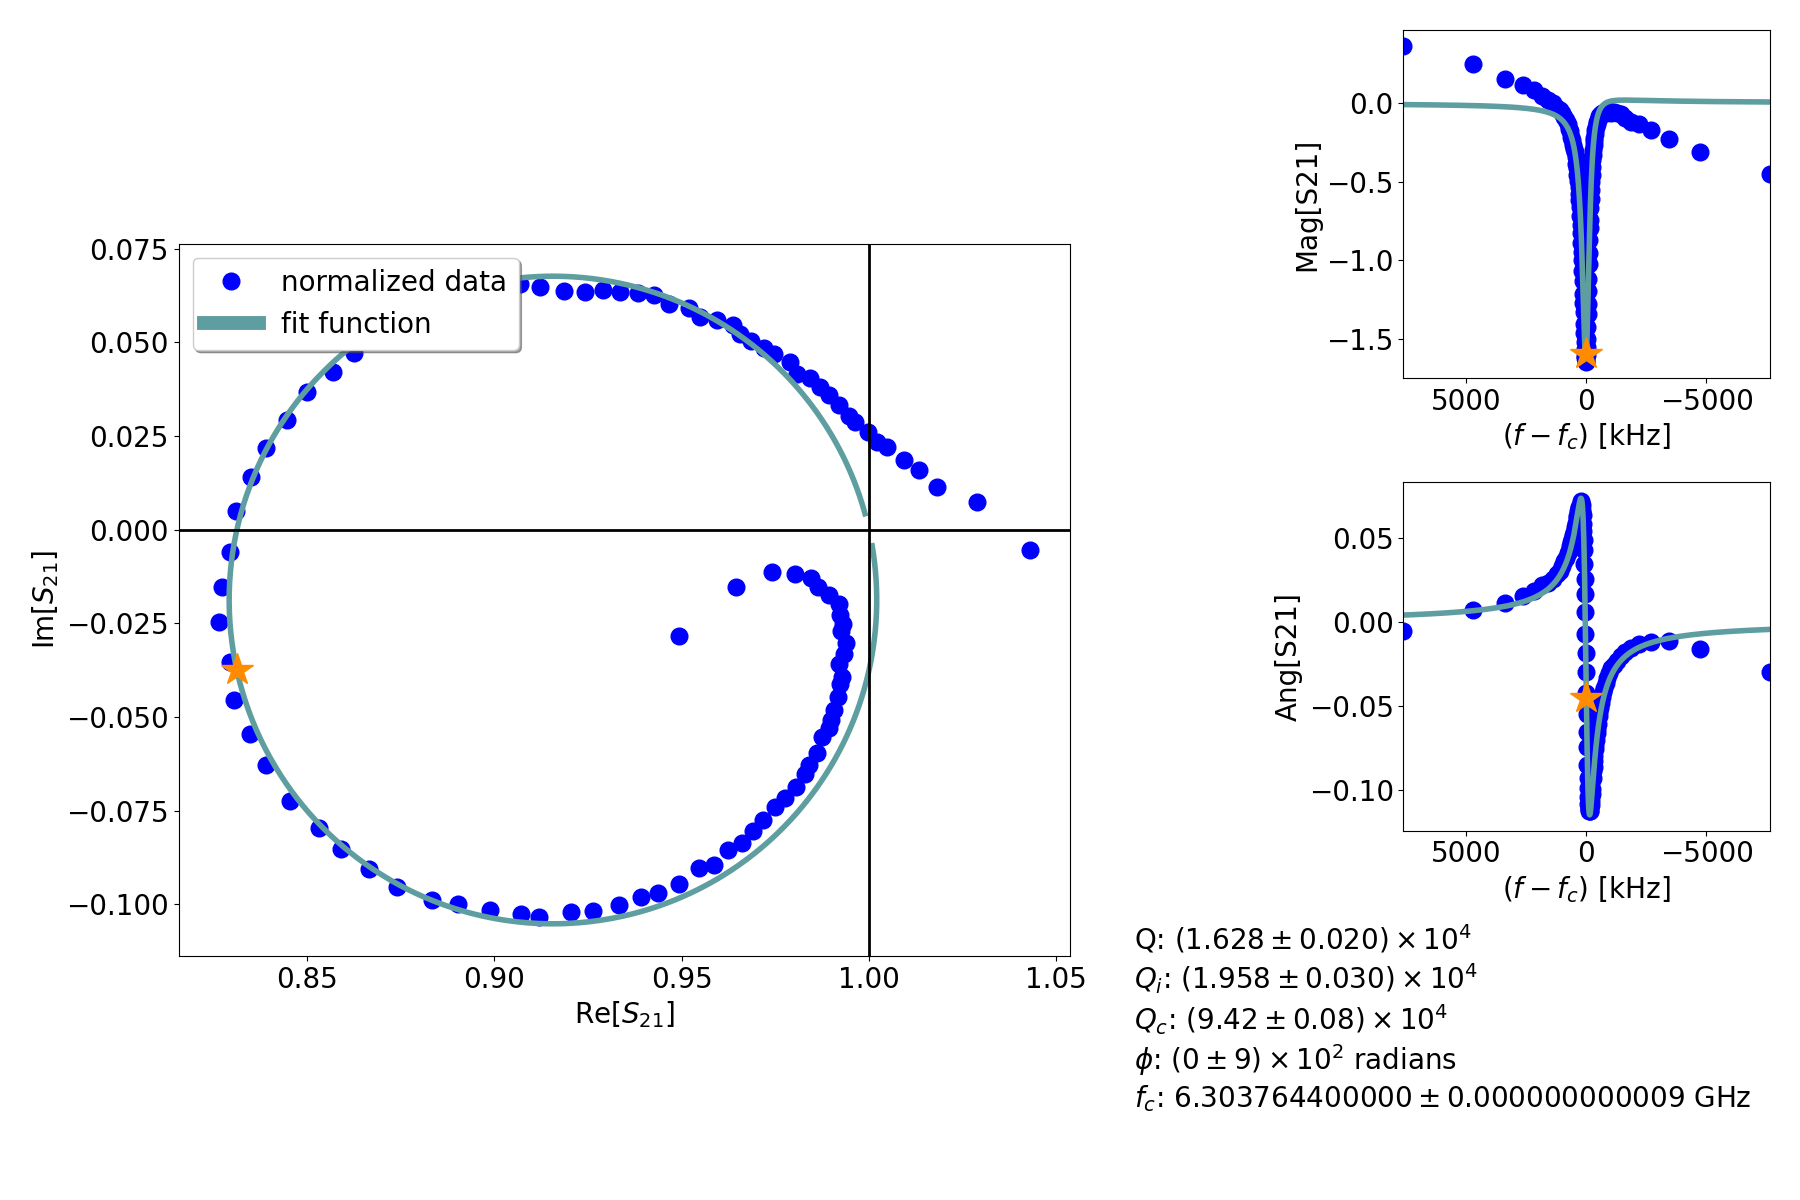 normalized data
fit function
0.075
0.050
0.025
0.000
−0.025
−0.050
−0.075
−0.100
Im[S21]
0.85 0.90 0.95 1.00 1.05
Re[S21]
0.0
−0.5
−1.0
−1.5
Mag[S21]
5000 0 −5000
(f − fc) [kHz]
0.05
0.00
−0.05
−0.10
Ang[S21]
5000 0 −5000
(f − fc) [kHz]
Q: (1.628 ± 0.020) × 10^4
Qi: (1.958 ± 0.030) × 10^4
Qc: (9.42 ± 0.08) × 10^4
ϕ: (0 ± 9) × 10^2 radians
fc: 6.303764400000 ± 0.000000000009 GHz